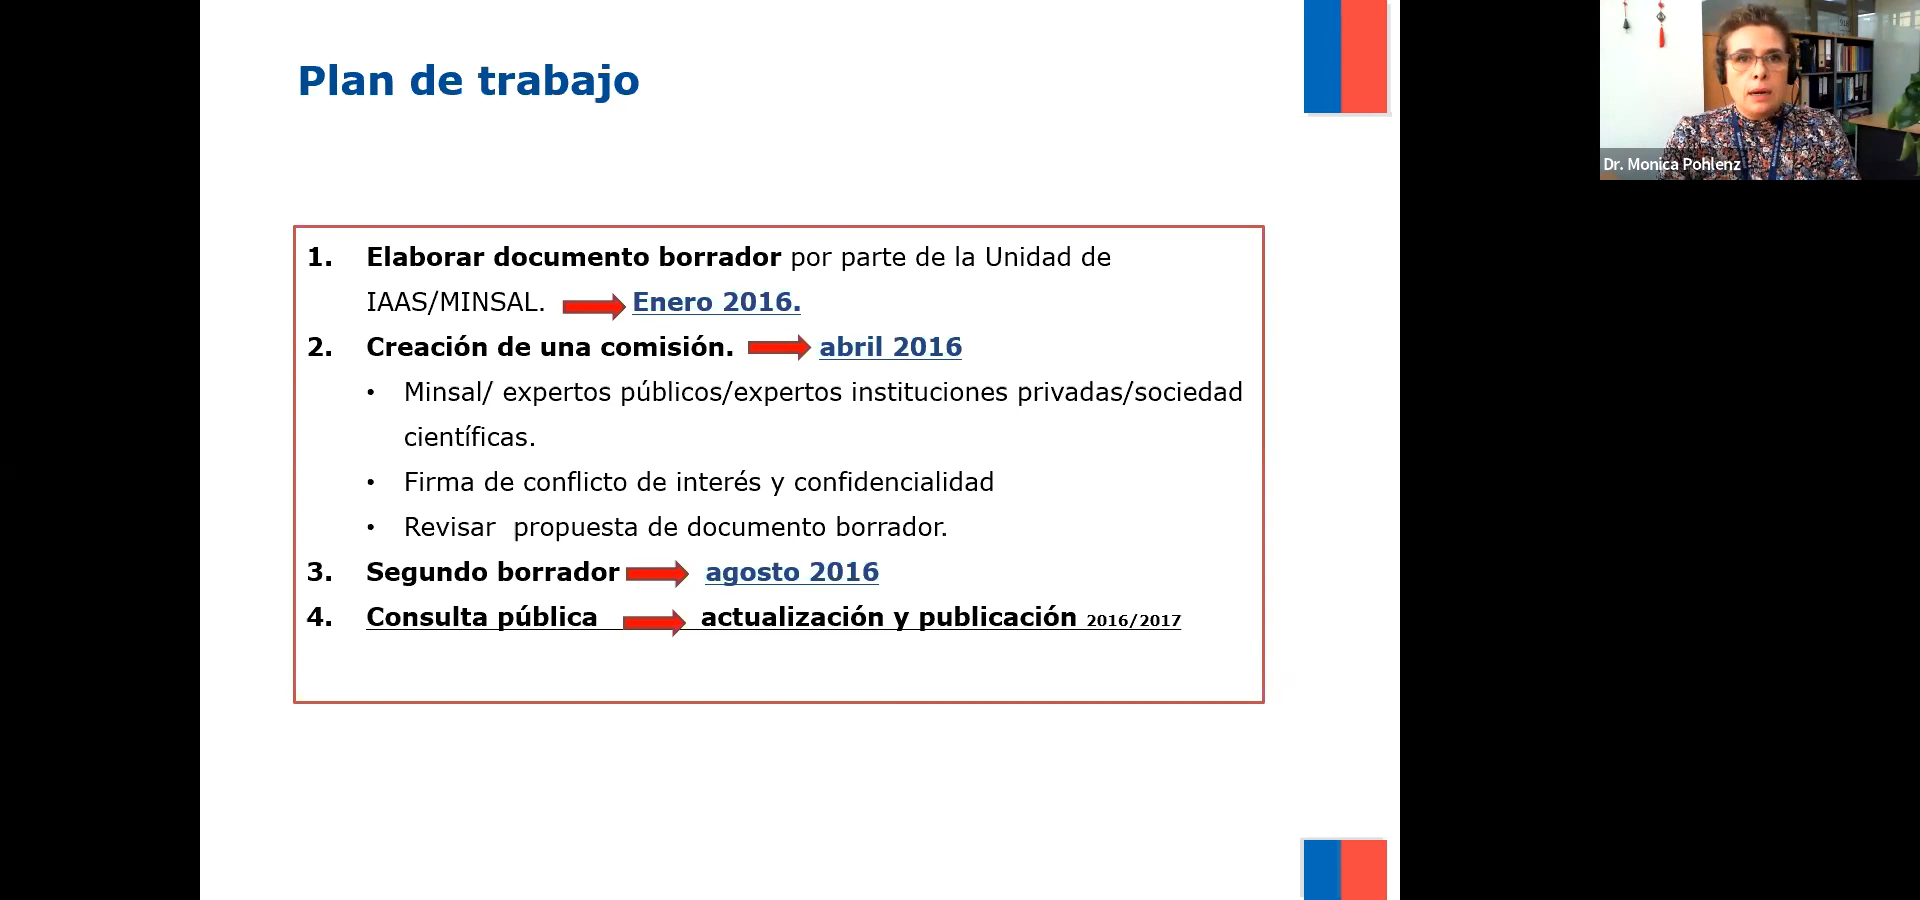 Plan de trabajo
1. Elaborar documento borrador por parte de la Unidad de
IAAS/MINSAL. Enero 2016.
2. Creación de una comisión. abril 2016
• Minsal/ expertos públicos/expertos instituciones privadas/sociedad
científicas.
• Firma de conflicto de interés y confidencialidad
• Revisar propuesta de documento borrador.
3. Segundo borrador agosto 2016
4. Consulta pública actualización y publicación 2016/2017
Dr. Monica Pohlenz